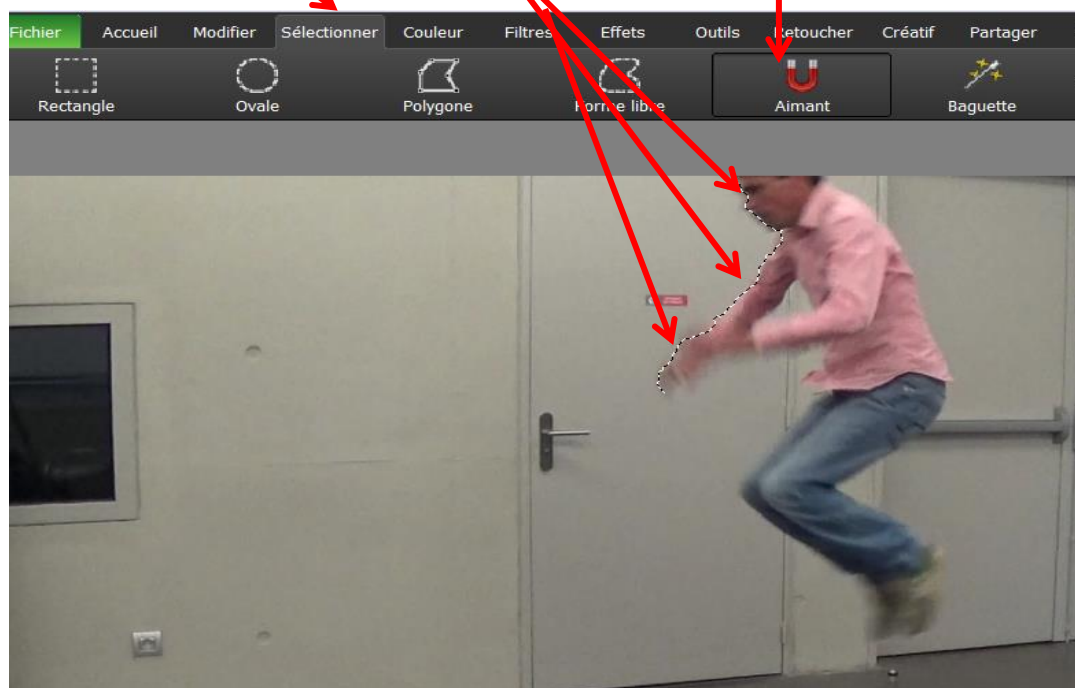 Fichier Accueil Modifier Sélectionner Couleur Filtres Effets Outils Retoucher Créatif Partager
Rectangle Ovale Polygone Forme libre Aimant Baguette